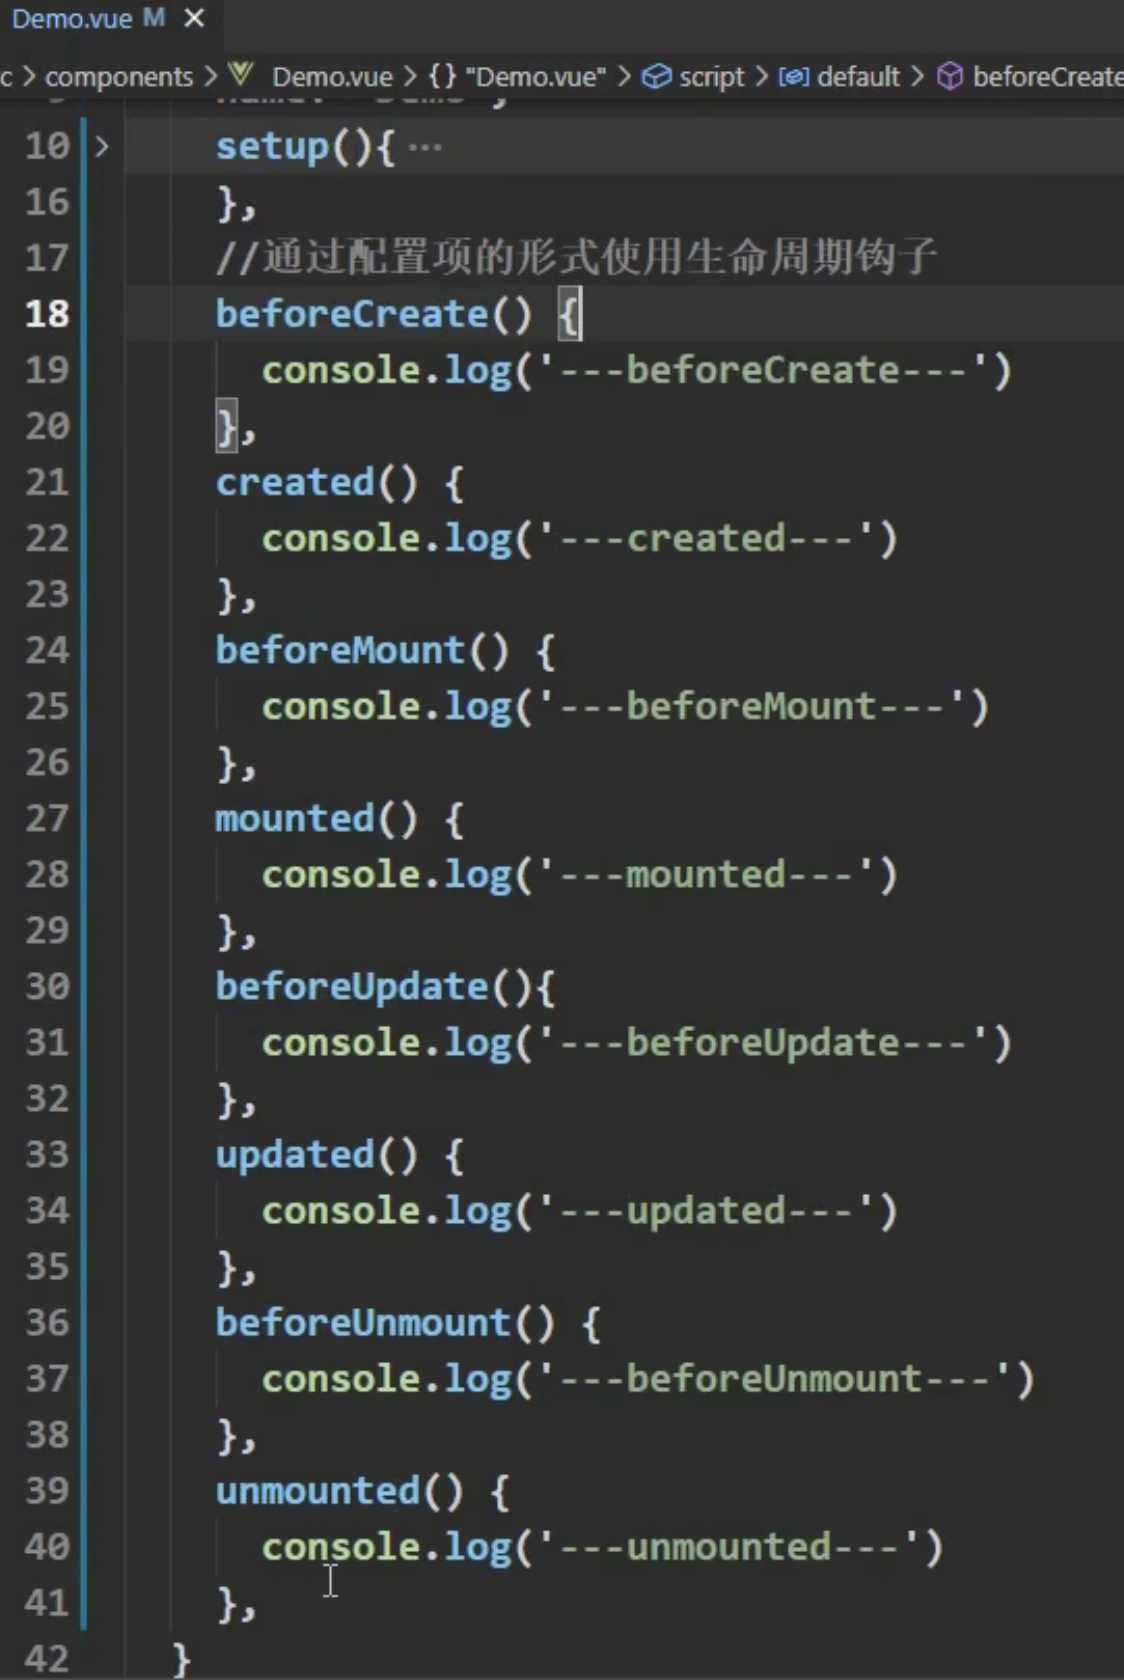 Demo.vue M ×
c > components > Demo.vue > {} "Demo.vue" > script > default > beforeCreate
10 > setup(){ ···
16 },
17 //通过配置项的形式使用生命周期钩子
18 beforeCreate() {
19 console.log('---beforeCreate---')
20 },
21 created() {
22 console.log('---created---')
23 },
24 beforeMount() {
25 console.log('---beforeMount---')
26 },
27 mounted() {
28 console.log('---mounted---')
29 },
30 beforeUpdate(){
31 console.log('---beforeUpdate---')
32 },
33 updated() {
34 console.log('---updated---')
35 },
36 beforeUnmount() {
37 console.log('---beforeUnmount---')
38 },
39 unmounted() {
40 console.log('---unmounted---')
41 },
42 }